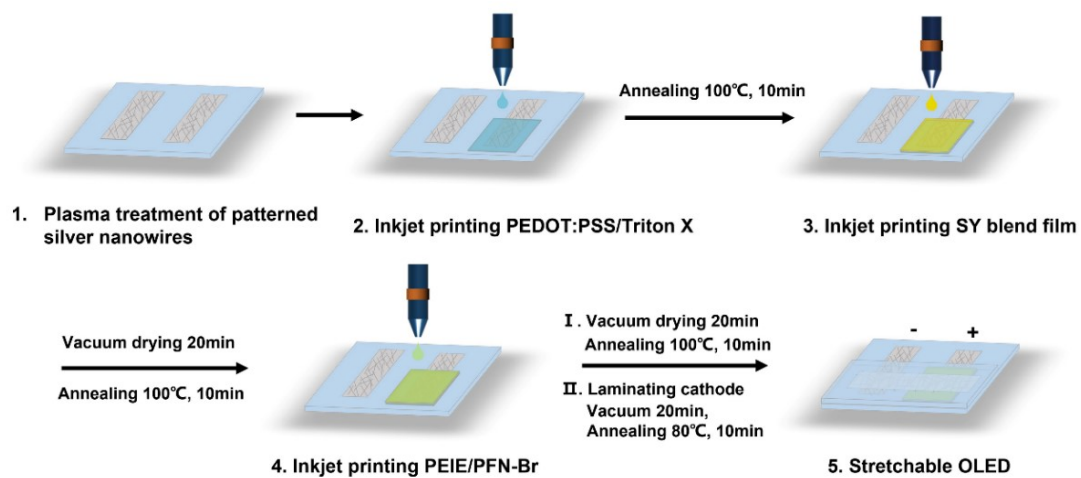 Annealing 100℃, 10min
1. Plasma treatment of patterned
silver nanowires
2. Inkjet printing PEDOT:PSS/Triton X
3. Inkjet printing SY blend film
Vacuum drying 20min
Annealing 100℃, 10min
4. Inkjet printing PEIE/PFN-Br
Ⅰ. Vacuum drying 20min
Annealing 100℃, 10min
Ⅱ. Laminating cathode
Vacuum 20min,
Annealing 80℃, 10min
- +
5. Stretchable OLED